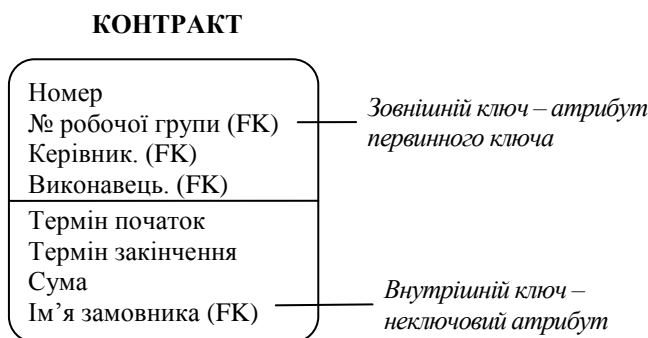 КОНТРАКТ
Номер
№ робочої групи (FK)
Керівник. (FK)
Виконавець. (FK)
Термін початок
Термін закінчення
Сума
Ім’я замовника (FK)
Зовнішній ключ – атрибут
первинного ключа
Внутрішній ключ –
неключовий атрибут